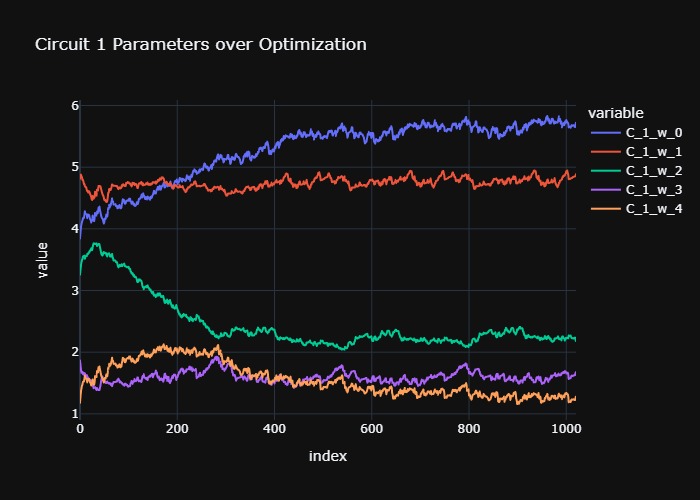 Circuit 1 Parameters over Optimization
value
6
5
4
3
2
1
0
200
400
600
800
1000
index
variable
C_1_w_0
C_1_w_1
C_1_w_2
C_1_w_3
C_1_w_4